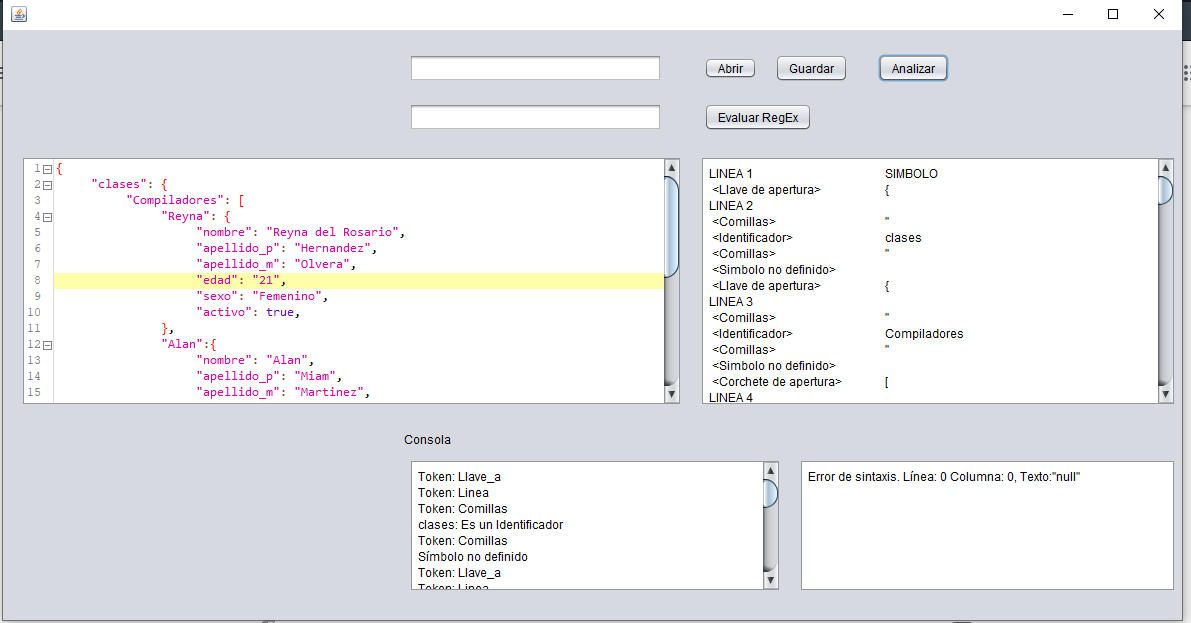 Abrir Guardar Analizar
Evaluar RegEx
1 {
2 "clases": {
3 "Compiladores": [
4 "Reyna": {
5 "nombre": "Reyna del Rosario",
6 "apellido_p": "Hernandez",
7 "apellido_m": "Olvera",
8 "edad": "21",
9 "sexo": "Femenino",
10 "activo": true,
11 },
12 "Alan":{
13 "nombre": "Alan",
14 "apellido_p": "Miam",
15 "apellido_m": "Martinez",
LINEA 1 SIMBOLO
<Llave de apertura> {
LINEA 2
<Comillas> "
<Identificador> clases
<Comillas> "
<Simbolo no definido>
<Llave de apertura> {
LINEA 3
<Comillas> "
<Identificador> Compiladores
<Comillas> "
<Simbolo no definido>
<Corchete de apertura> [
LINEA 4
Consola
Token: Llave_a
Token: Linea
Token: Comillas
clases: Es un Identificador
Token: Comillas
Símbolo no definido
Token: Llave_a
Token: Linea
Error de sintaxis. Línea: 0 Columna: 0, Texto:"null"